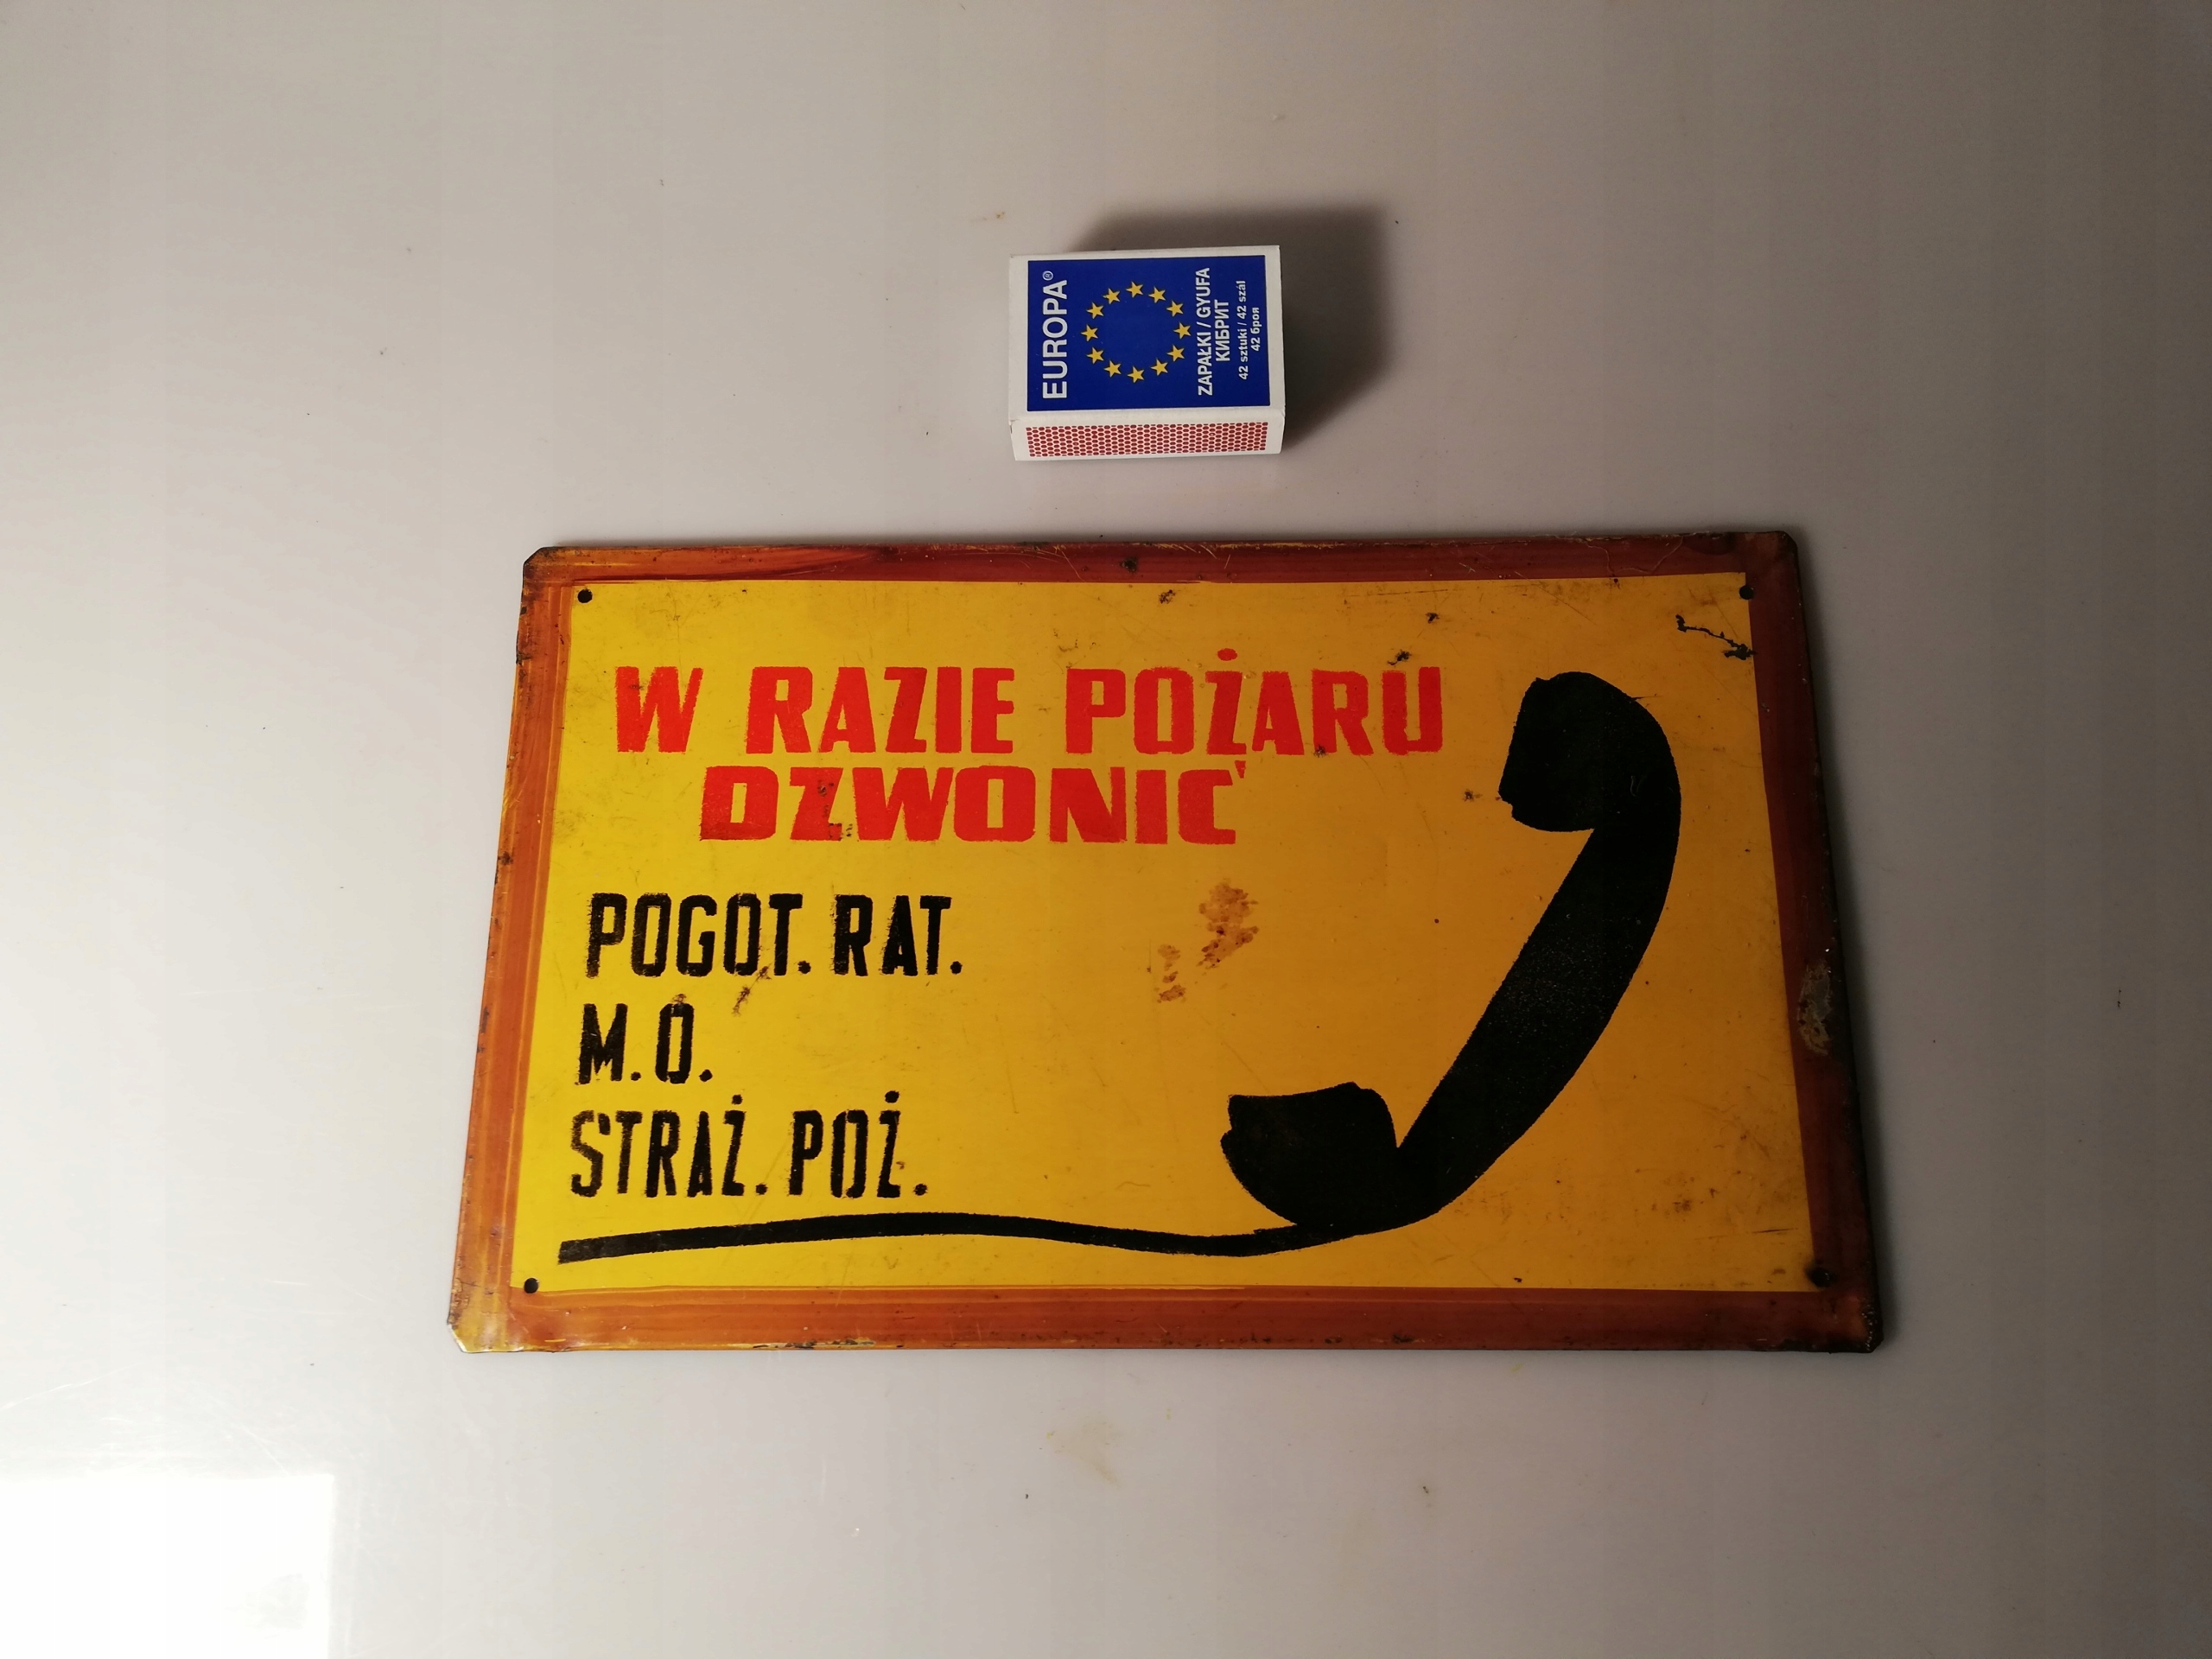 EUROPA®
ZAPAŁKI / GYUFA
КИБРИТ
42 sztuki / 42 szál
42 броя
W RAZIE POŻARU
DZWONIĆ
POGOT. RAT.
M.O.
STRAŻ. POŻ.